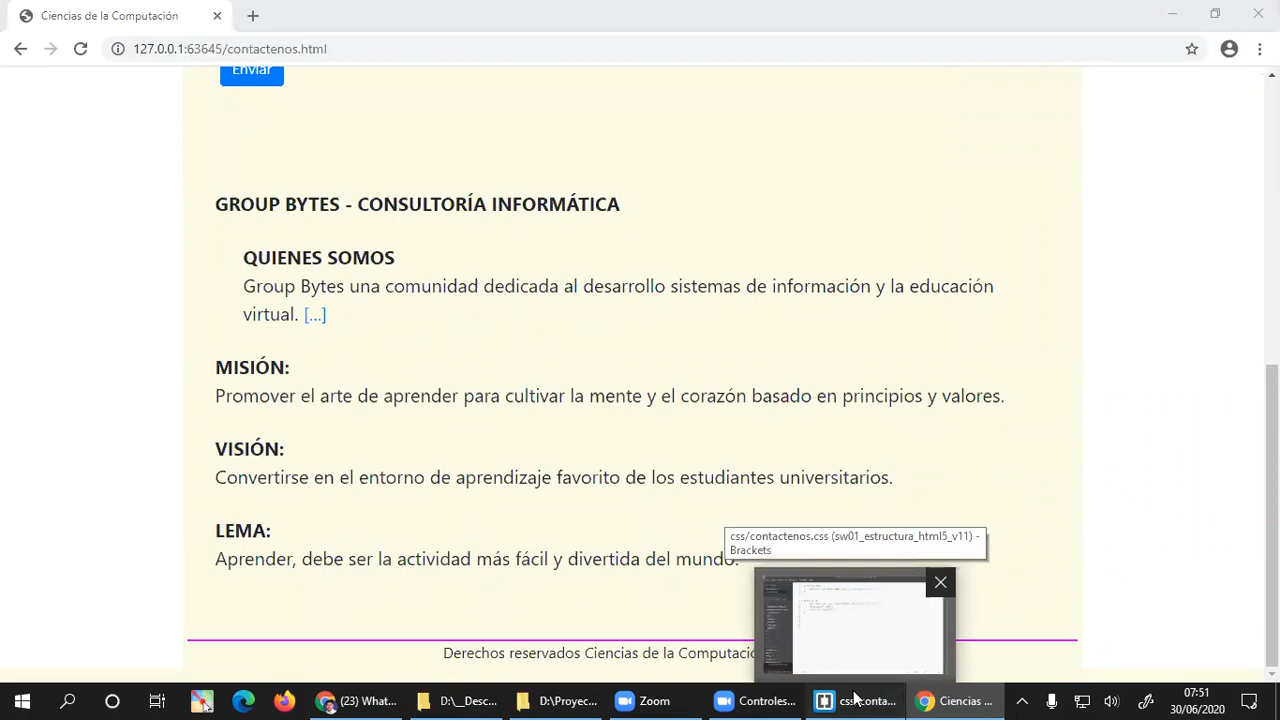 Ciencias de la Computación
127.0.0.1:63645/contactenos.html
Enviar
GROUP BYTES - CONSULTORÍA INFORMÁTICA
QUIENES SOMOS
Group Bytes una comunidad dedicada al desarrollo sistemas de información y la educación
virtual. [...]
MISIÓN:
Promover el arte de aprender para cultivar la mente y el corazón basado en principios y valores.
VISIÓN:
Convertirse en el entorno de aprendizaje favorito de los estudiantes universitarios.
LEMA:
Aprender, debe ser la actividad más fácil y divertida del mundo.
css/contactenos.css (sw01_estructura_html5_v11) -
Brackets
Derechos reservados Ciencias de la Computació
(23) What...
D:\__Desc...
D:\Proyec...
Zoom
Controles...
css/conta...
Ciencias ...
07:51
30/06/2020